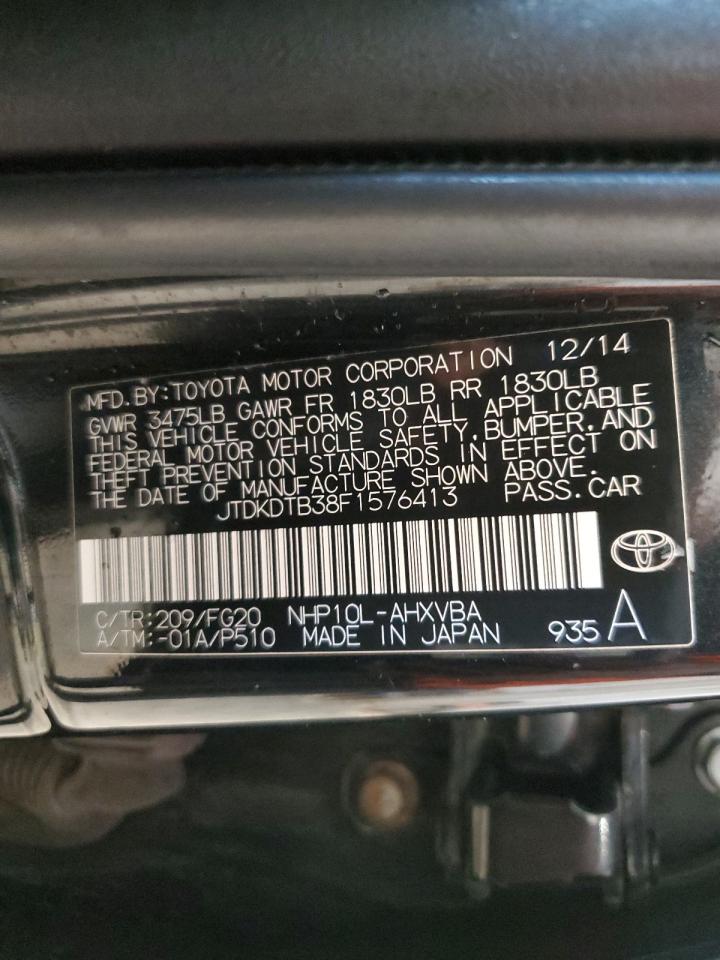 MFD. BY: TOYOTA MOTOR CORPORATION 12/14
GVWR 3475LB GAWR FR 1830LB RR 1830LB
THIS VEHICLE CONFORMS TO ALL APPLICABLE
FEDERAL MOTOR VEHICLE SAFETY, BUMPER, AND
THEFT PREVENTION STANDARDS IN EFFECT ON
THE DATE OF MANUFACTURE SHOWN ABOVE.
JTDKDTB38F1576413 PASS. CAR
C/TR: 209/FG20 NHP10L-AHXVBA
A/TM: -01A/P510 MADE IN JAPAN 935 A